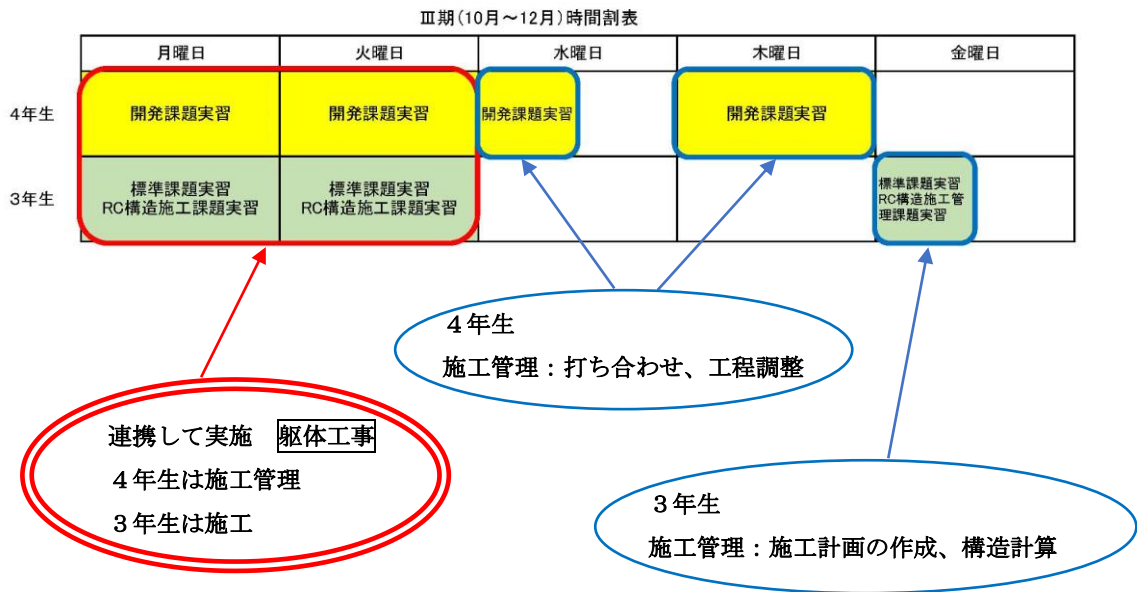 Ⅲ期(10月～12月)時間割表
月曜日
火曜日
水曜日
木曜日
金曜日
4年生
開発課題実習
開発課題実習
開発課題実習
開発課題実習
3年生
標準課題実習
RC構造施工課題実習
標準課題実習
RC構造施工課題実習
標準課題実習
RC構造施工管
理課題実習
４年生
施工管理：打ち合わせ、工程調整
連携して実施　躯体工事
４年生は施工管理
３年生は施工
３年生
施工管理：施工計画の作成、構造計算